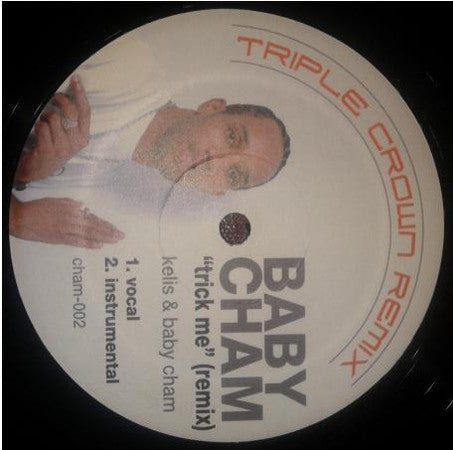 TRIPLE CROWN REMIX
BABY
CHAM
"trick me" (remix)
kelis & baby cham
1. vocal
2. instrumental
cham-002